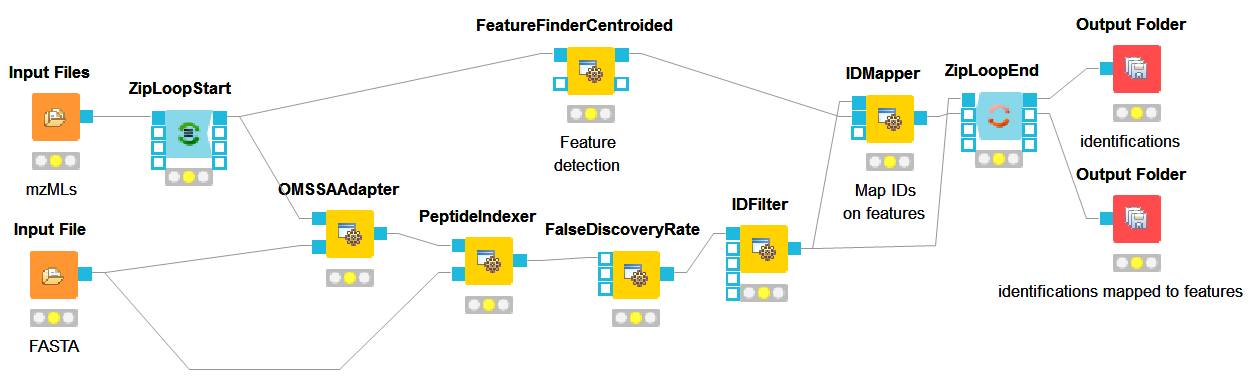 FeatureFinderCentroided
Output Folder
Input Files
IDMapper
ZipLoopEnd
ZipLoopStart
Feature
detection
identifications
mzMLs
OMSSAAdapter
Map IDs
on features
Output Folder
Input File
PeptideIndexer
FalseDiscoveryRate
IDFilter
identifications mapped to features
FASTA